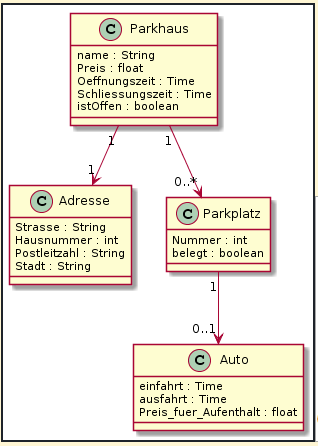 C Parkhaus
name : String
Preis : float
Oeffnungszeit : Time
Schliessungszeit : Time
istOffen : boolean
1 1
1 0..*
C Adresse
Strasse : String
Hausnummer : int
Postleitzahl : String
Stadt : String
C Parkplatz
Nummer : int
belegt : boolean
1
0..1
C Auto
einfahrt : Time
ausfahrt : Time
Preis_fuer_Aufenthalt : float